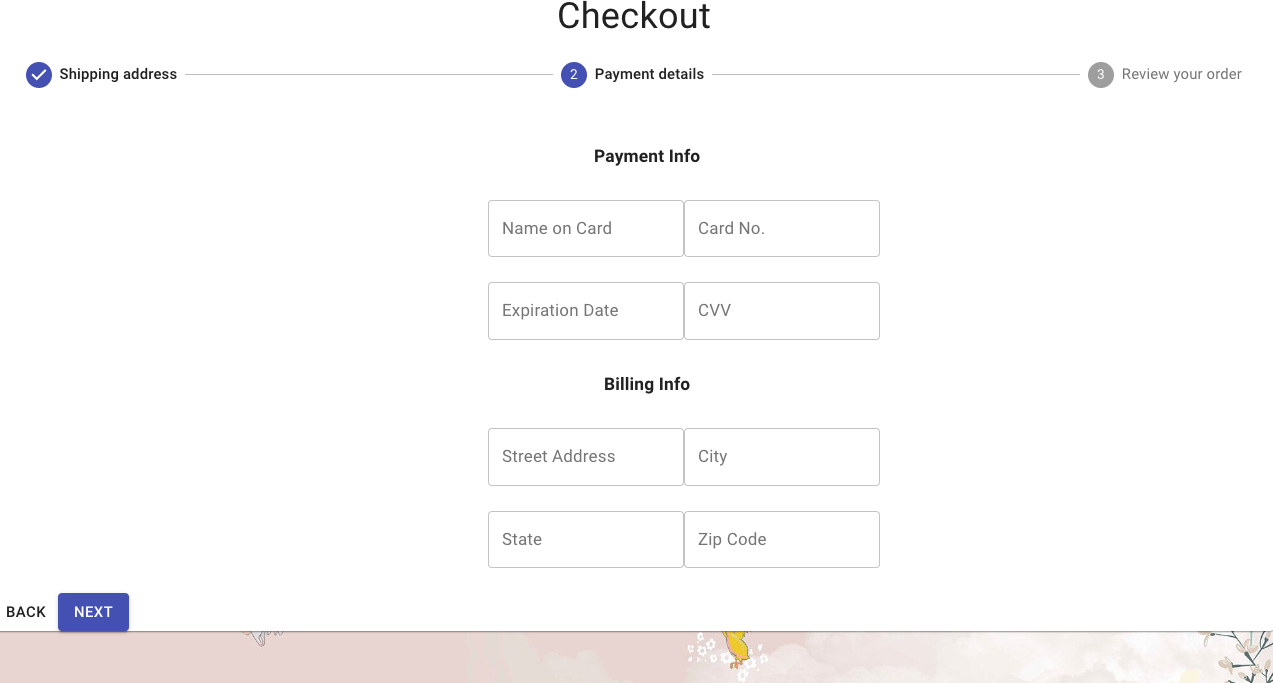 Checkout
Shipping address
2 Payment details
3 Review your order
Payment Info
Name on Card
Card No.
Expiration Date
CVV
Billing Info
Street Address
City
State
Zip Code
BACK
NEXT